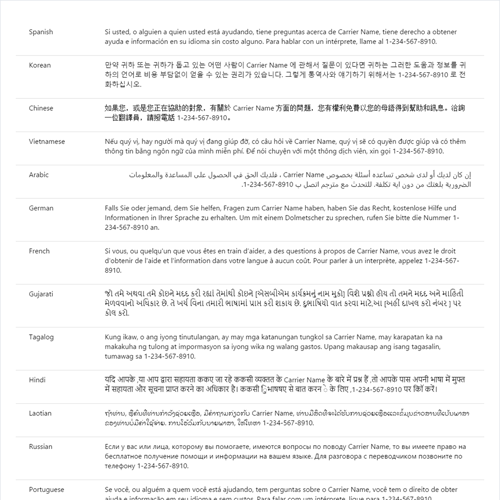 Spanish
Si usted, o alguien a quien usted está ayudando, tiene preguntas acerca de Carrier Name, tiene derecho a obtener
ayuda e información en su idioma sin costo alguno. Para hablar con un intérprete, llame al 1-234-567-8910.
Korean
만약 귀하 또는 귀하가 돕고 있는 어떤 사람이 Carrier Name 에 관해서 질문이 있다면 귀하는 그러한 도움과 정보를 귀
하의 언어로 비용 부담없이 얻을 수 있는 권리가 있습니다. 그렇게 통역사와 얘기하기 위해서는 1-234-567-8910 로 전
화하십시오.
Chinese
如果您，或是您正在協助的對象，有關於 Carrier Name 方面的問題，您有權利免費以您的母語得到幫助和訊息。洽詢
一位翻譯員，請撥電話 1-234-567-8910。
Vietnamese
Nếu quý vị, hay người mà quý vị đang giúp đỡ, có câu hỏi về Carrier Name, quý vị sẽ có quyền được giúp và có thêm
thông tin bằng ngôn ngữ của mình miễn phí. Để nói chuyện với một thông dịch viên, xin gọi 1-234-567-8910.
Arabic
إن كان لديك أو لدى شخص تساعده أسئلة بخصوص Carrier Name ، فلديك الحق في الحصول على المساعدة والمعلومات
الضرورية بلغتك من دون اية تكلفة. للتحدث مع مترجم اتصل ب 1-234-567-8910.
German
Falls Sie oder jemand, dem Sie helfen, Fragen zum Carrier Name haben, haben Sie das Recht, kostenlose Hilfe und
Informationen in Ihrer Sprache zu erhalten. Um mit einem Dolmetscher zu sprechen, rufen Sie bitte die Nummer 1-
234-567-8910 an.
French
Si vous, ou quelqu'un que vous êtes en train d'aider, a des questions à propos de Carrier Name, vous avez le droit
d'obtenir de l'aide et l'information dans votre langue à aucun coût. Pour parler à un interprète, appelez 1-234-567-
8910.
Gujarati
જો તમે અથવા તમે કોઇને મદદ કરી રહ્યાં તેમાંથી કોઇને [એસબીએમ કાર્યક્રમનું નામ મુકો] વિશે પ્રશ્નો હોય તો તમને મદદ અને માહિતી
મેળવવાનો અધિકાર છે. તે ખર્ચ વિના તમારી ભાષામાં પ્રાપ્ત કરી શકાય છે. દુભાષિયો વાત કરવા માટે,આ [અહીં દાખલ કરો નંબર ] પર
કોલ કરો.
Tagalog
Kung ikaw, o ang iyong tinutulangan, ay may mga katanungan tungkol sa Carrier Name, may karapatan ka na
makakuha ng tulong at impormasyon sa iyong wika ng walang gastos. Upang makausap ang isang tagasalin,
tumawag sa 1-234-567-8910.
Hindi
यदि आपके ,या आप द्वारा सहायता ककए जा रहे ककसी व्यक्तत के Carrier Name के बारे में प्रश्न हैं ,तो आपके पास अपनी भाषा में मुफ्त
में सहायता और सूचना प्राप्त करने का अधिकार है। ककसी
के लिए ,1-234-567-8910 पर
Laotian
Carrier Name,
1-234-567-8910.
Russian
Если у вас или лица, которому вы помогаете, имеются вопросы по поводу Carrier Name, то вы имеете право на
бесплатное получение помощи и информации на вашем языке. Для разговора с переводчиком позвоните по
телефону 1-234-567-8910.
Portuguese
Se você, ou alguém a quem você está ajudando, tem perguntas sobre o Carrier Name, você tem o direito de obter